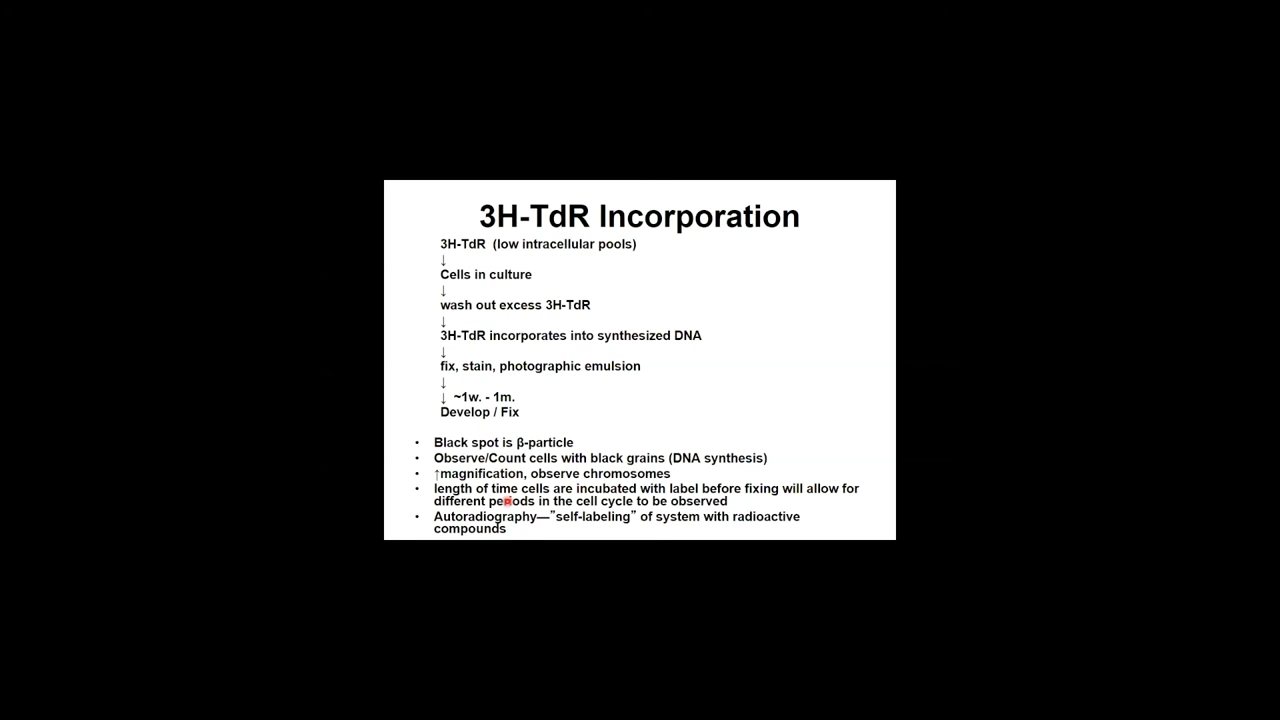 3H-TdR Incorporation
3H-TdR (low intracellular pools)
↓
Cells in culture
↓
wash out excess 3H-TdR
↓
3H-TdR incorporates into synthesized DNA
↓
fix, stain, photographic emulsion
↓
↓ ~1w. - 1m.
Develop / Fix
• Black spot is β-particle
• Observe/Count cells with black grains (DNA synthesis)
• ↑magnification, observe chromosomes
• length of time cells are incubated with label before fixing will allow for
different periods in the cell cycle to be observed
• Autoradiography—”self-labeling” of system with radioactive
compounds